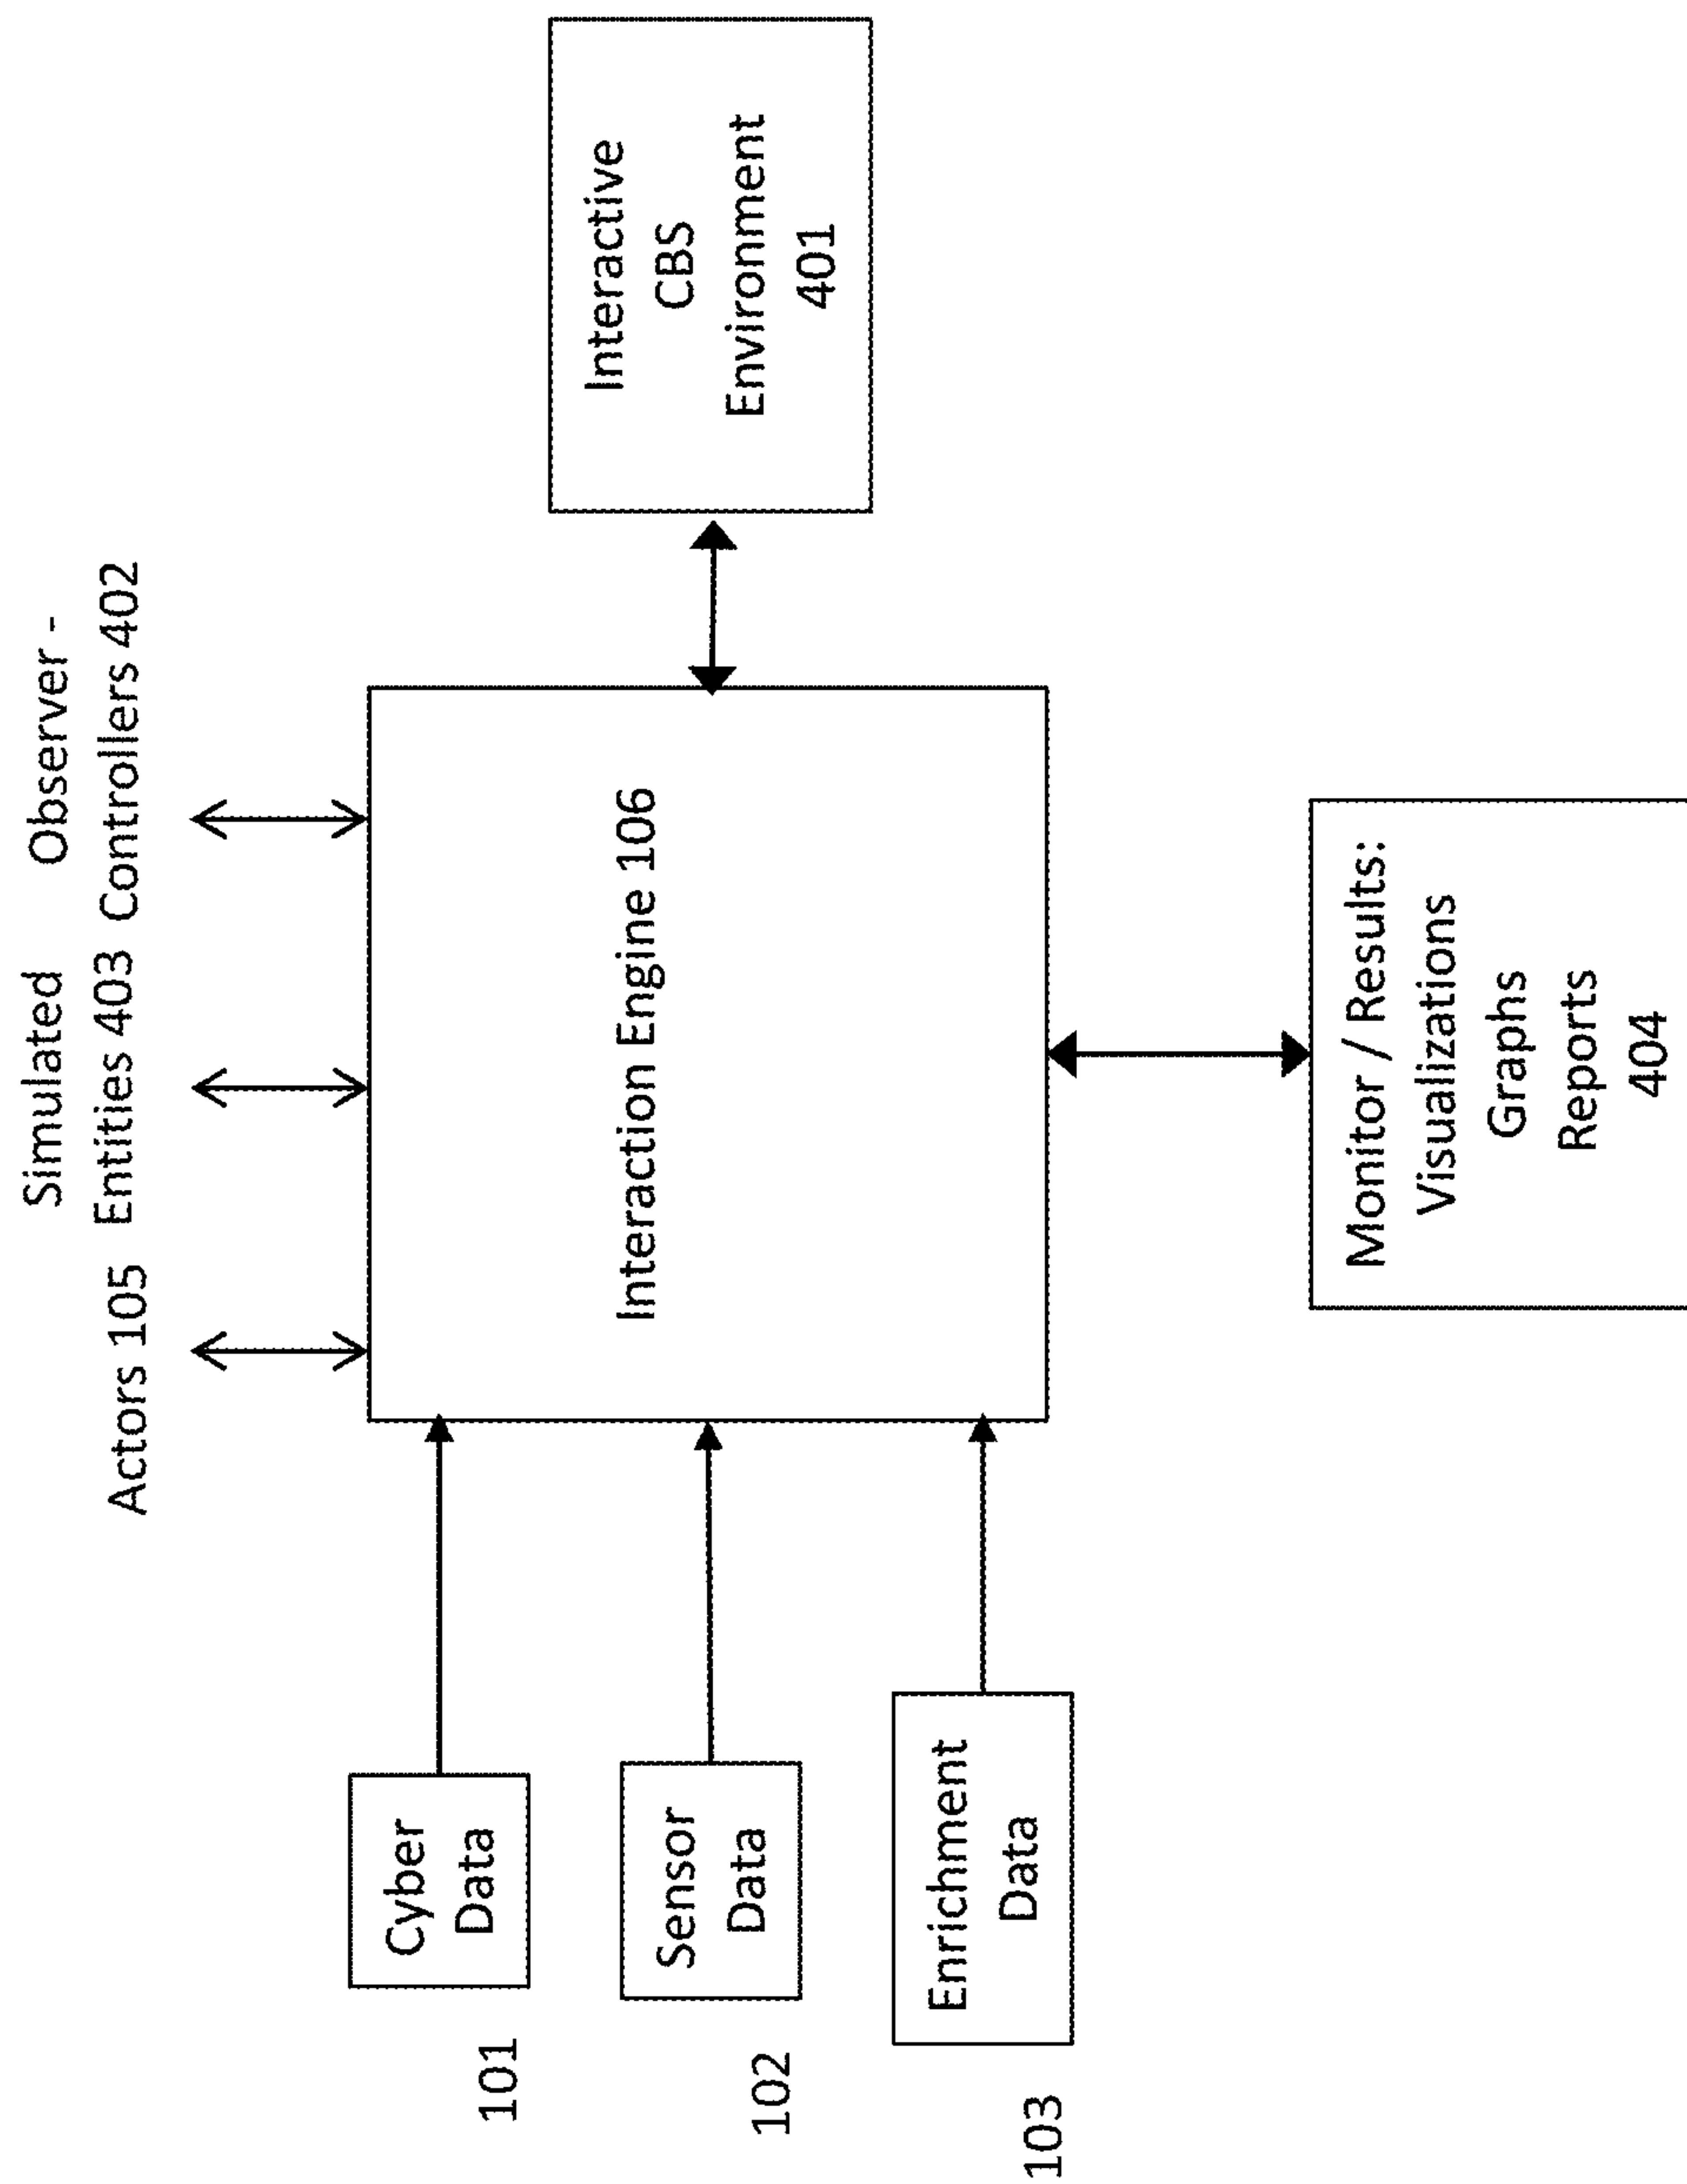 Simulated
Observer -
Actors 105
Entities 403
Controllers 402
101
Cyber
Data
102
Sensor
Data
103
Enrichment
Data
Interaction Engine 106
Interactive
CBS
Environment
401
Monitor / Results:
Visualizations
Graphs
Reports
404